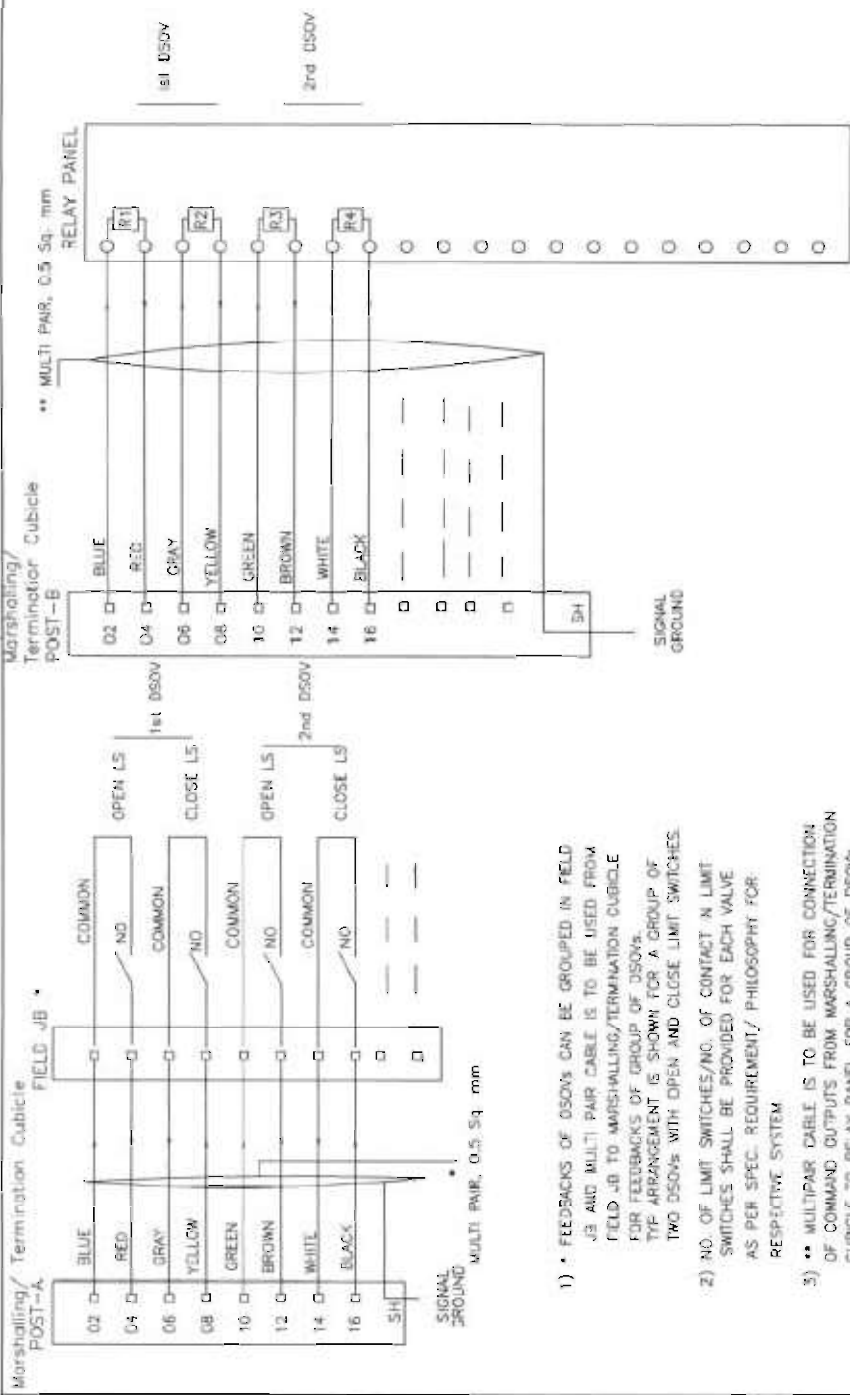 Marshalling/ Termination Cubicle
POST-A
FIELD JB *
02
BLUE
04
RED
06
GRAY
08
YELLOW
10
GREEN
12
BROWN
14
WHITE
16
BLACK
SH
SIGNAL
GROUND
*
MULTI PAIR, 0.5 Sq. mm
COMMON
NO
OPEN LS
COMMON
NO
CLOSE LS
1st DSOV
COMMON
NO
OPEN LS
COMMON
NO
CLOSE LS
2nd DSOV
Marshalling/
Termination Cubicle
POST-B
** MULTI PAIR, 0.5 Sq. mm
RELAY PANEL
02
BLUE
04
RED
06
GRAY
08
YELLOW
10
GREEN
12
BROWN
14
WHITE
16
BLACK
SH
SIGNAL
GROUND
R1
R2
R3
R4
1st DSOV
2nd DSOV
1) * FEEDBACKS OF DSOVs CAN BE GROUPED IN FIELD
JB AND MULTI PAIR CABLE IS TO BE USED FROM
FIELD JB TO MARSHALLING/TERMINATION CUBICLE
FOR FEEDBACKS OF GROUP OF DSOVs.
TYP ARRANGEMENT IS SHOWN FOR A GROUP OF
TWO DSOVs WITH OPEN AND CLOSE LIMIT SWITCHES.
2) NO. OF LIMIT SWITCHES/NO. OF CONTACT N LIMIT
SWITCHES SHALL BE PROVIDED FOR EACH VALVE
AS PER SPEC. REQUIREMENT/ PHILOSOPHY FOR
RESPECTIVE SYSTEM
3) ** MULTIPAIR CABLE IS TO BE USED FOR CONNECTION
OF COMMAND OUTPUTS FROM MARSHALLING/TERMINATION
CUBICLE TO RELAY PANEL FOR A GROUP OF